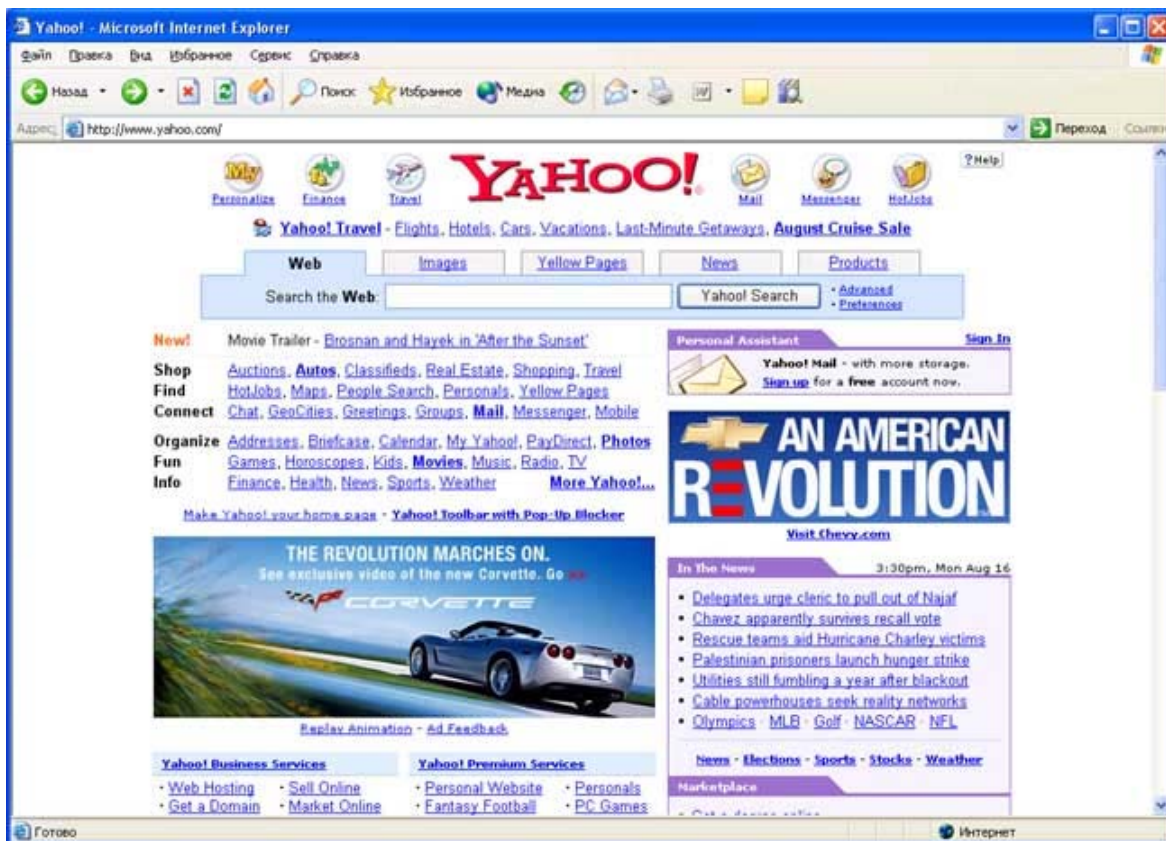 Yahoo! - Microsoft Internet Explorer
Файл Правка Вид Избранное Сервис Справка
Назад Поиск Избранное Медиа
Адрес: http://www.yahoo.com/ Переход Ссылки
My
YAHOO!
? Help
Personalize Finance Travel Mail Messenger HotJobs
Yahoo! Travel - Flights, Hotels, Cars, Vacations, Last-Minute Getaways, August Cruise Sale
Web Images Yellow Pages News Products
Search the Web: Yahoo! Search
· Advanced
· Preferences
New! Movie Trailer - Brosnan and Hayek in 'After the Sunset'
Shop Auctions, Autos, Classifieds, Real Estate, Shopping, Travel
Find HotJobs, Maps, People Search, Personals, Yellow Pages
Connect Chat, GeoCities, Greetings, Groups, Mail, Messenger, Mobile
Organize Addresses, Briefcase, Calendar, My Yahoo!, PayDirect, Photos
Fun Games, Horoscopes, Kids, Movies, Music, Radio, TV
Info Finance, Health, News, Sports, Weather More Yahoo!...
Make Yahoo! your home page - Yahoo! Toolbar with Pop-Up Blocker
THE REVOLUTION MARCHES ON.
See exclusive video of the new Corvette. Go >>
CORVETTE
Replay Animation - Ad Feedback
Yahoo! Business Services
· Web Hosting · Sell Online
· Get a Domain · Market Online
Yahoo! Premium Services
· Personal Website · Personals
· Fantasy Football · PC Games
Personal Assistant Sign In
Yahoo! Mail - with more storage.
Sign up for a free account now.
AN AMERICAN
REVOLUTION
Visit Chevy.com
In The News 3:30pm, Mon Aug 16
• Delegates urge cleric to pull out of Najaf
• Chavez apparently survives recall vote
• Rescue teams aid Hurricane Charley victims
• Palestinian prisoners launch hunger strike
• Utilities still fumbling a year after blackout
• Cable powerhouses seek reality networks
• Olympics · MLB · Golf · NASCAR · NFL
News - Elections - Sports - Stocks - Weather
Marketplace
Готово Интернет